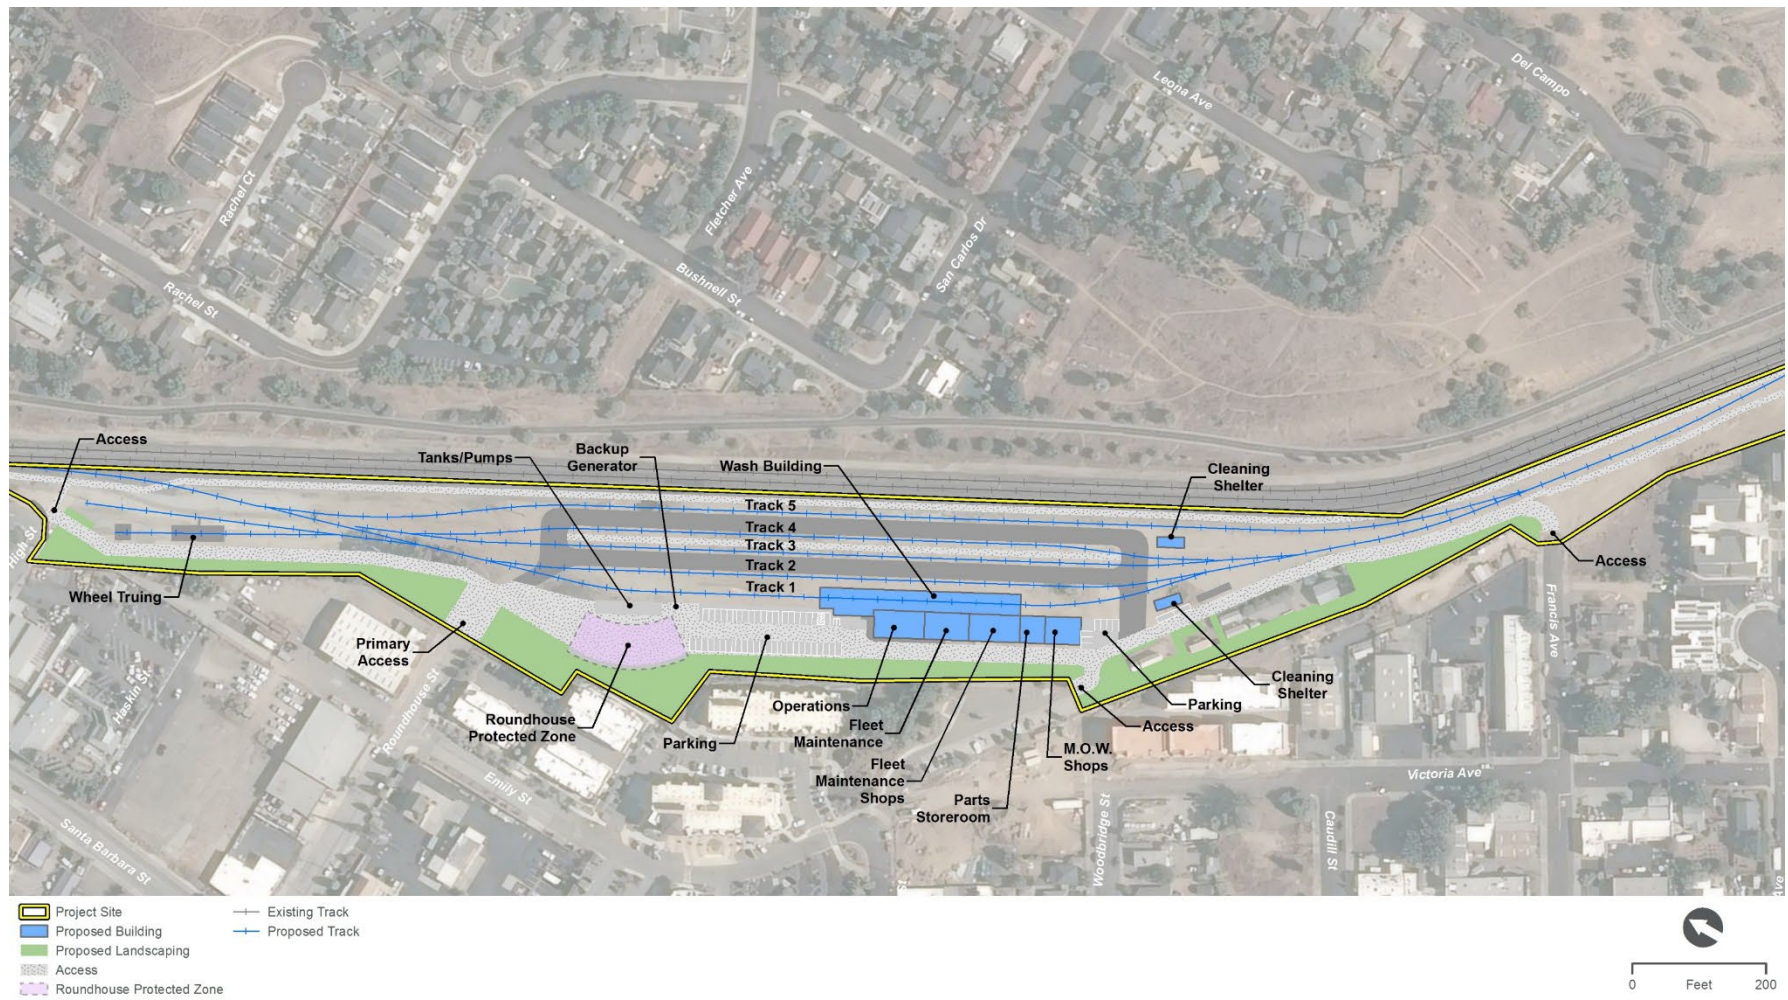 Leona Ave
Del Campo
Rachel Ct
Fletcher Ave
San Carlos Dr
Bushnell St
Rachel St
Access
Tanks/Pumps
Backup
Generator
Wash Building
Cleaning
Shelter
Track 5
Track 4
Track 3
Track 2
Track 1
High St
Wheel Truing
Access
Francis Ave
Primary
Access
Roundhouse St
Haskin St
Roundhouse
Protected Zone
Parking
Operations
Fleet
Maintenance
Fleet
Maintenance
Shops
Parts
Storeroom
M.O.W.
Shops
Access
Parking
Cleaning
Shelter
Emily St
Victoria Ave
Woodbridge St
Caudill St
Santa Barbara St
St
Ave
Project Site
Proposed Building
Proposed Landscaping
Access
Roundhouse Protected Zone
Existing Track
Proposed Track
0 Feet 200